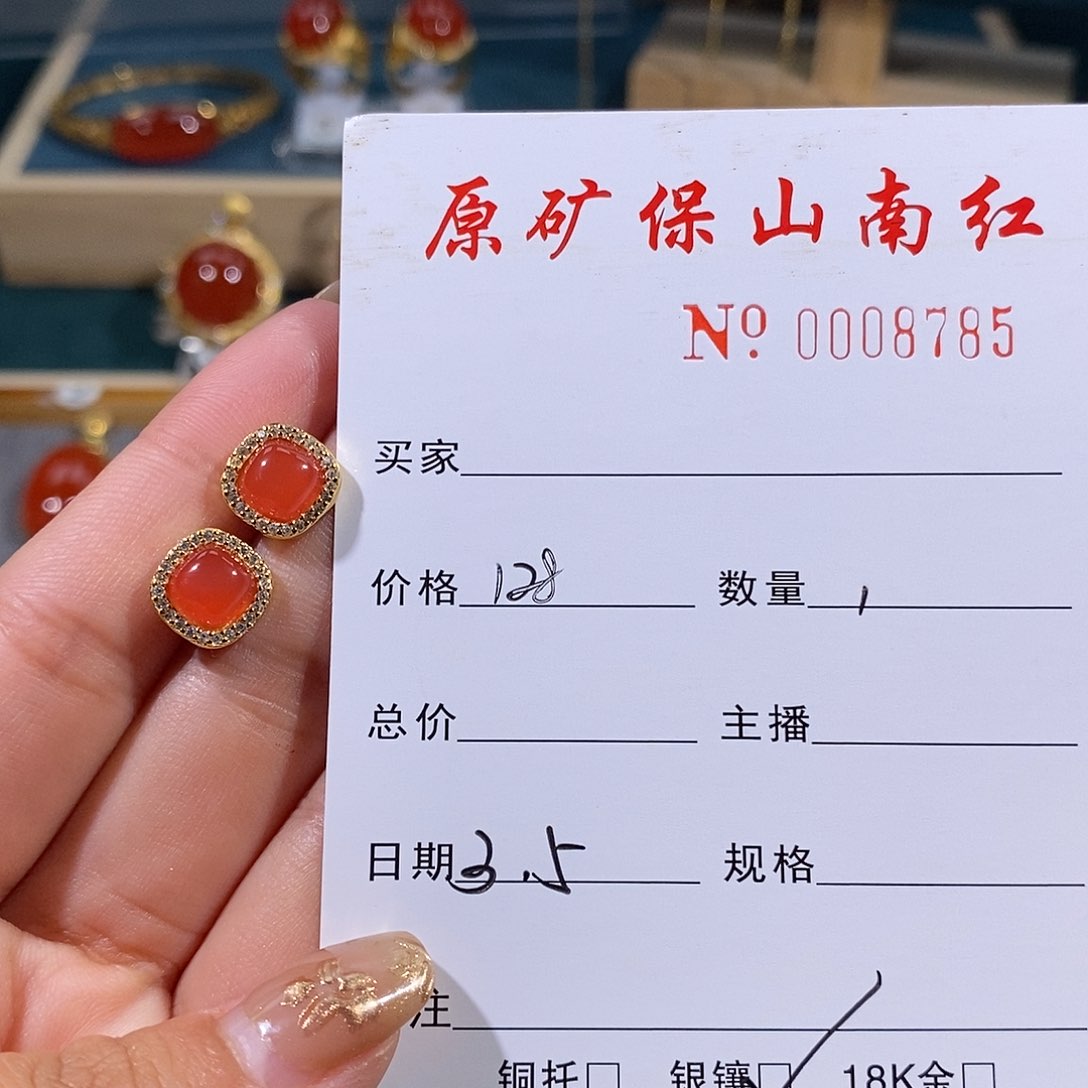 原矿保山南红
Nº 0008785
买家
价格 128 数量 1
总价 主播
日期 3.5 规格
注
铜托□ 银镶□ 18K金□